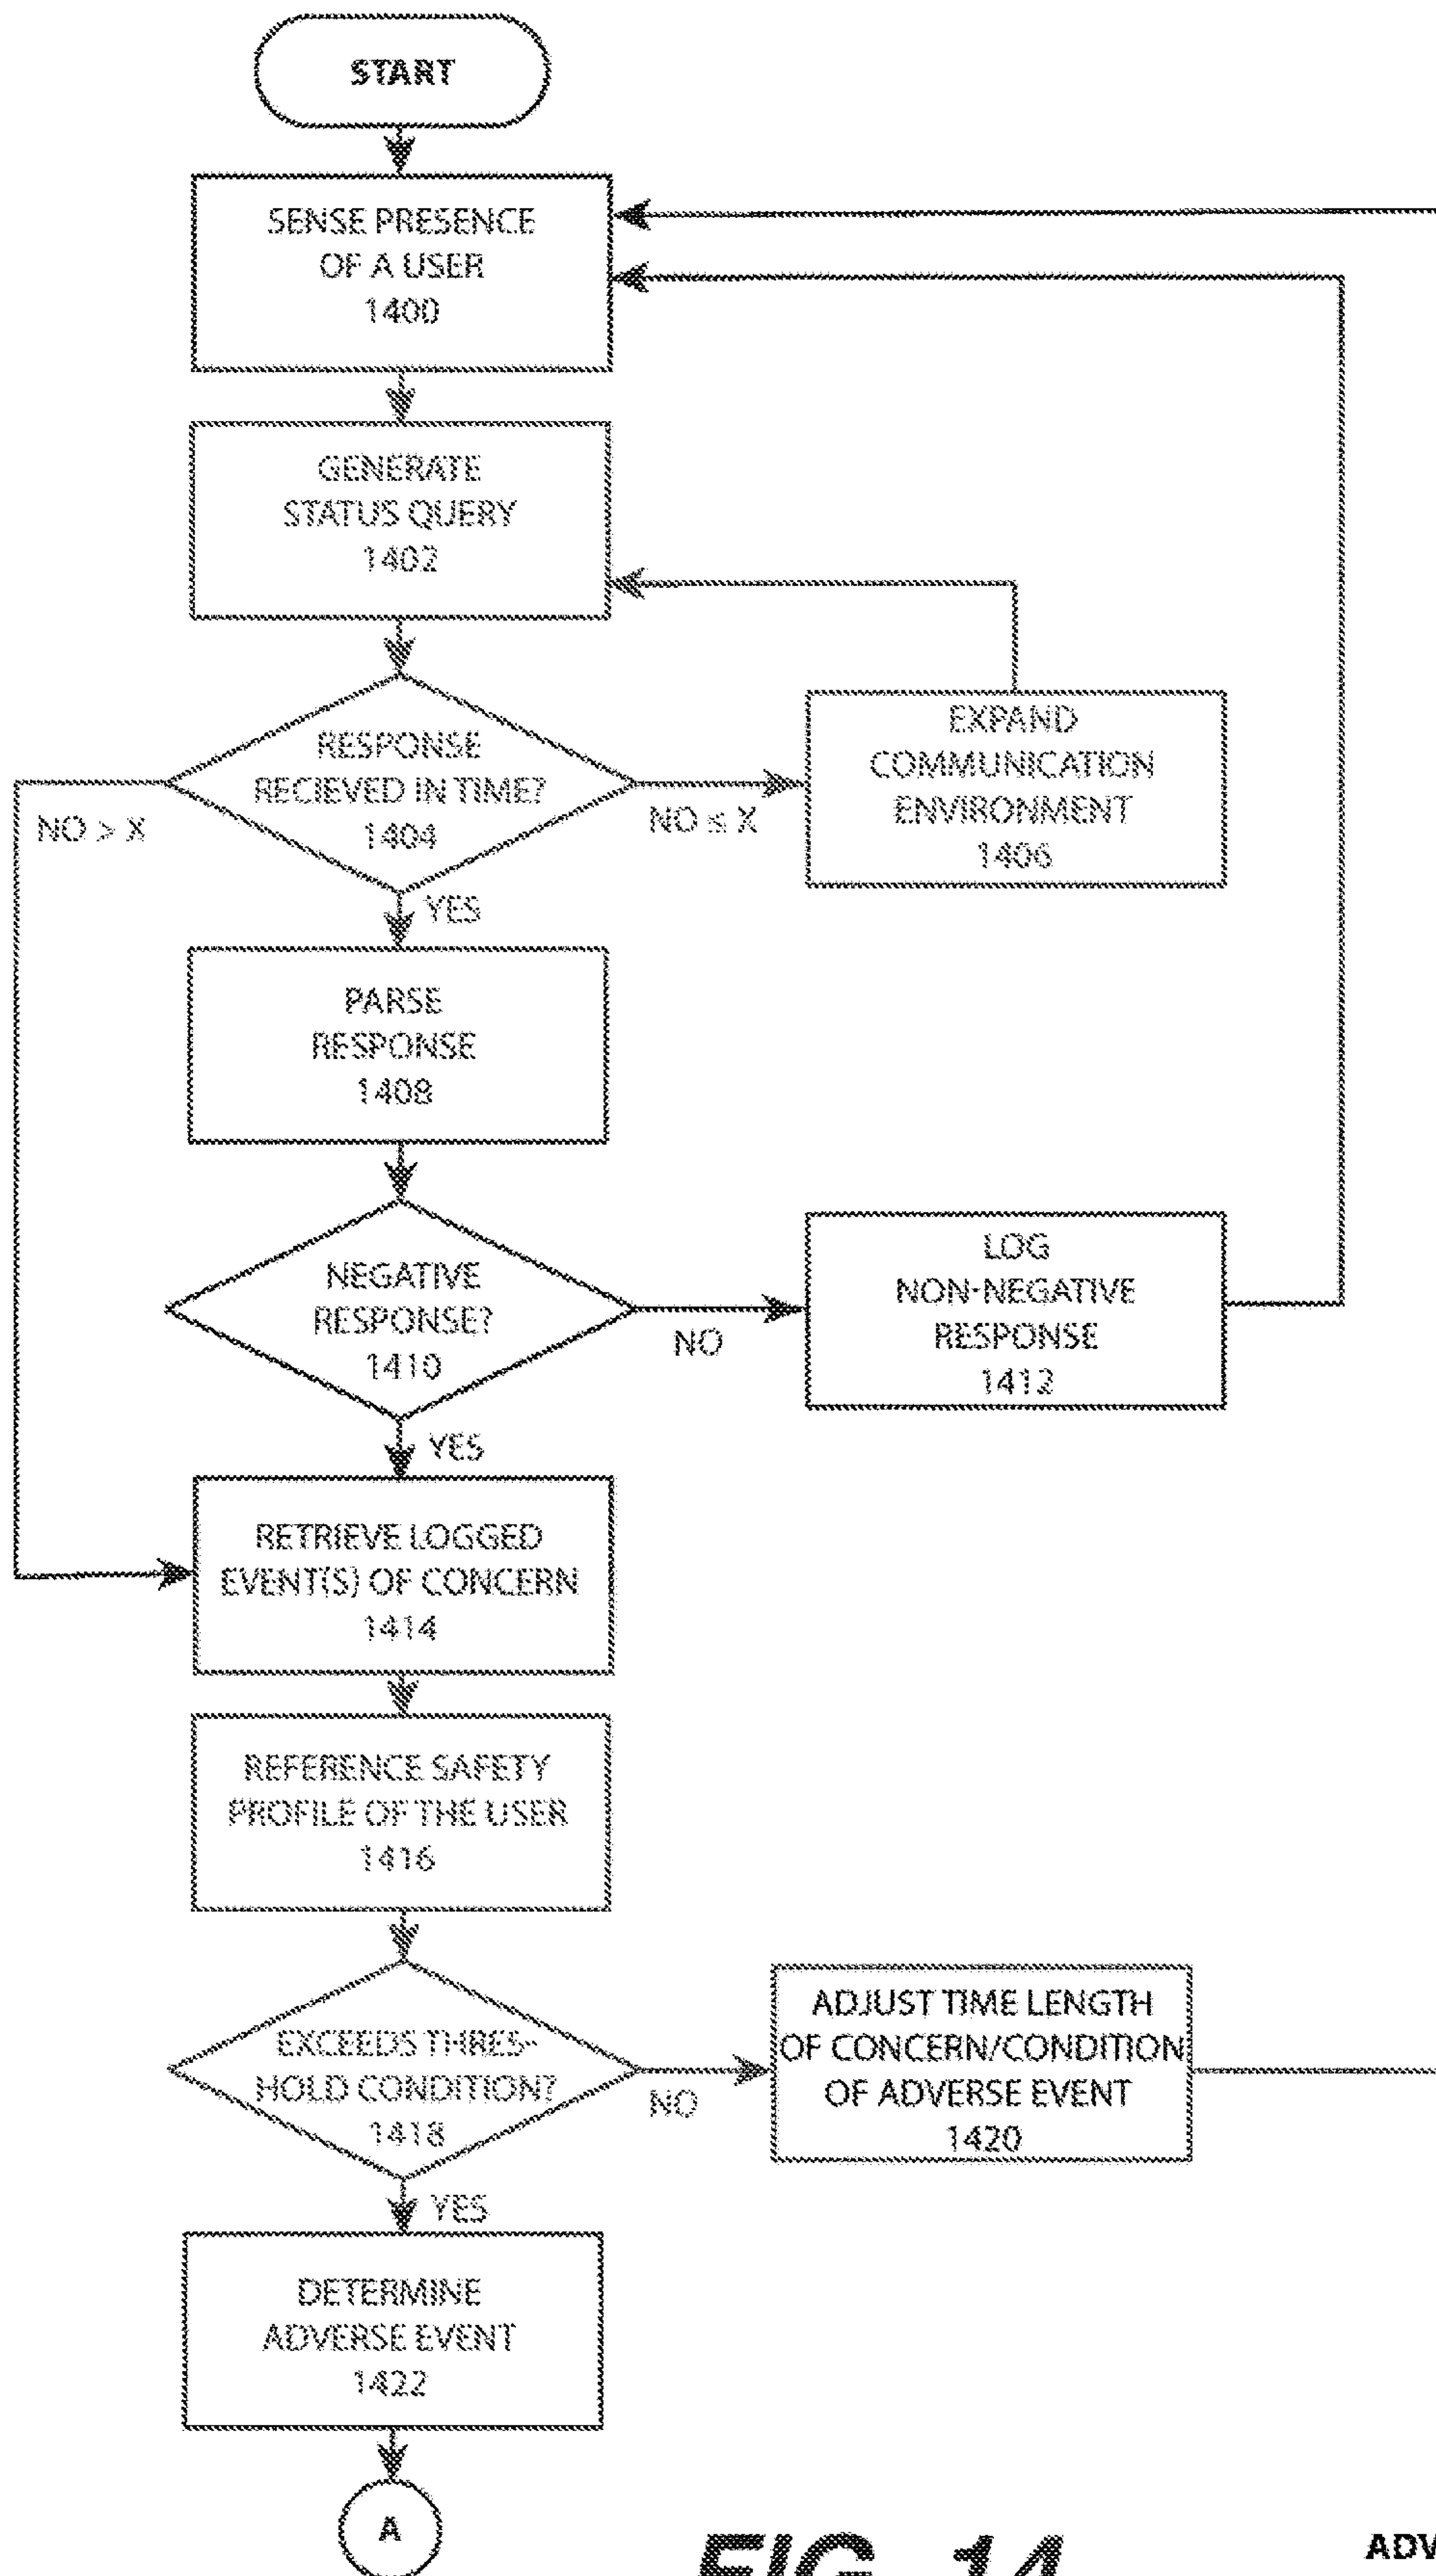 START
SENSE PRESENCE
OF A USER
1400
GENERATE
STATUS QUERY
1402
RESPONSE
RECIEVED IN TIME?
1404
NO > X
NO ≤ X
EXPAND
COMMUNICATION
ENVIRONMENT
1406
YES
PARSE
RESPONSE
1408
NEGATIVE
RESPONSE?
1410
NO
LOG
NON-NEGATIVE
RESPONSE
1412
YES
RETRIEVE LOGGED
EVENT(S) OF CONCERN
1414
REFERENCE SAFETY
PROFILE OF THE USER
1416
EXCEEDS THRES-
HOLD CONDITION?
1418
NO
ADJUST TIME LENGTH
OF CONCERN/CONDITION
OF ADVERSE EVENT
1420
YES
DETERMINE
ADVERSE EVENT
1422
A
FIG. 14
ADV